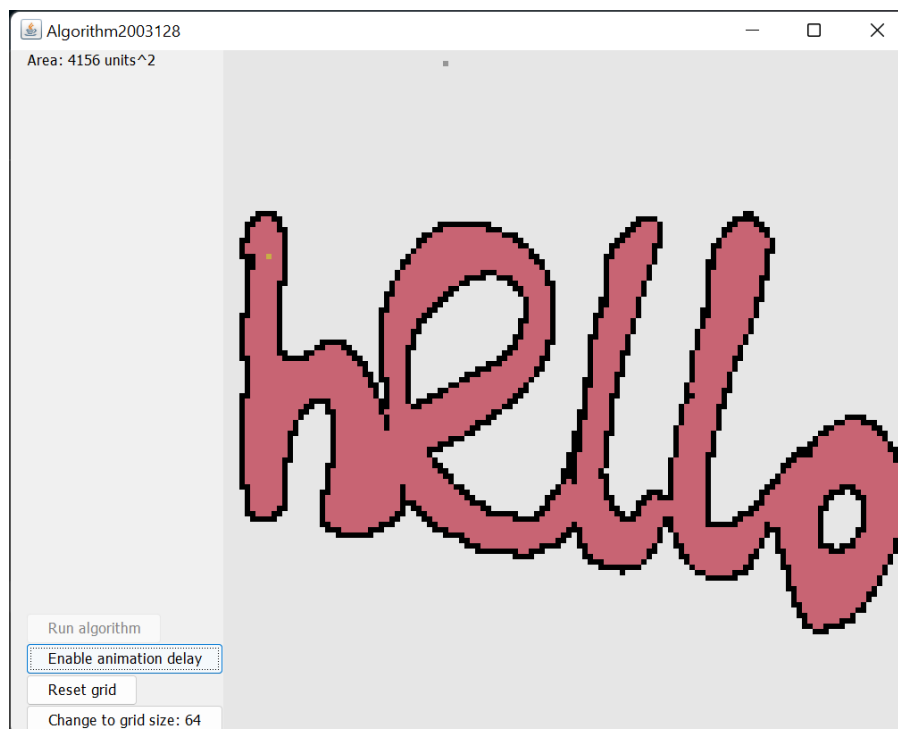 Algorithm2003128
Area: 4156 units^2
hello
Run algorithm
Enable animation delay
Reset grid
Change to grid size: 64